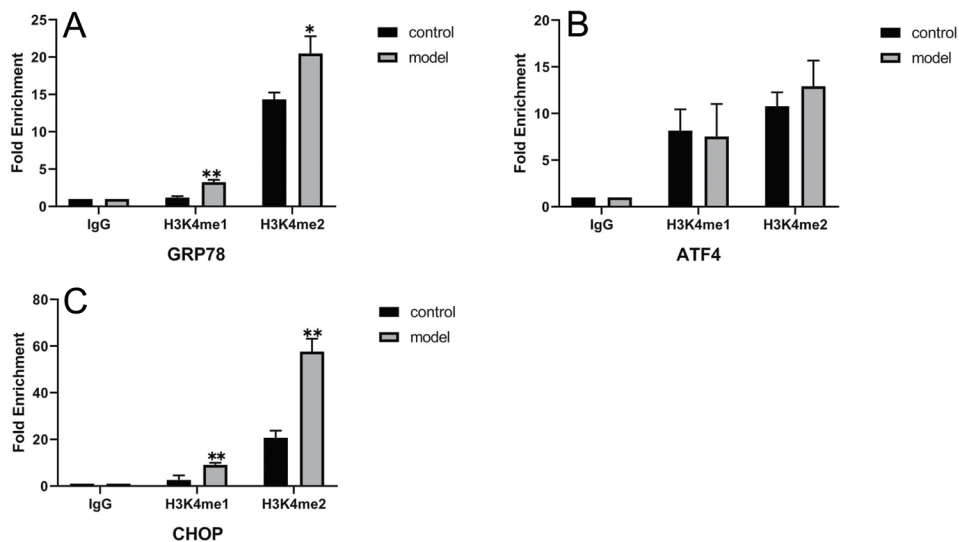 A
Fold Enrichment
25
20
15
10
5
0
*
**
IgG
H3K4me1
H3K4me2
GRP78
control
model
B
Fold Enrichment
20
15
10
5
0
IgG
H3K4me1
H3K4me2
ATF4
control
model
C
Fold Enrichment
80
60
40
20
0
**
**
IgG
H3K4me1
H3K4me2
CHOP
control
model